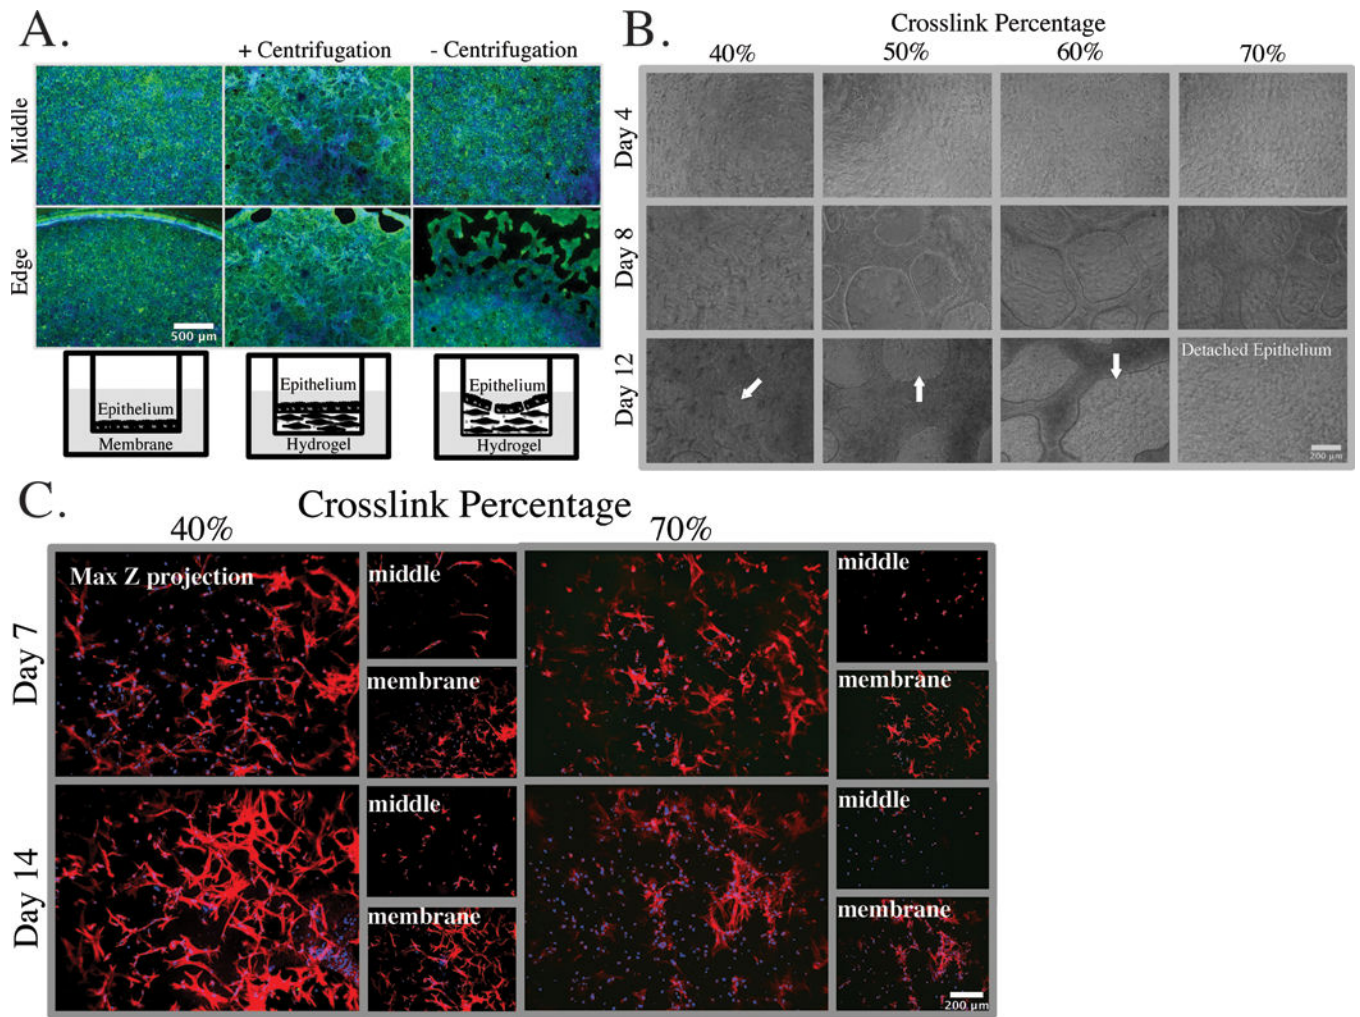 A.
+ Centrifugation
- Centrifugation
Middle
Edge
500 µm
Epithelium
Membrane
Epithelium
Hydrogel
Epithelium
Hydrogel
B.
Crosslink Percentage
40%
50%
60%
70%
Day 4
Day 8
Day 12
Detached Epithelium
200 µm
C.
Crosslink Percentage
40%
70%
Day 7
Max Z projection
middle
membrane
middle
membrane
Day 14
middle
membrane
middle
membrane
200 µm